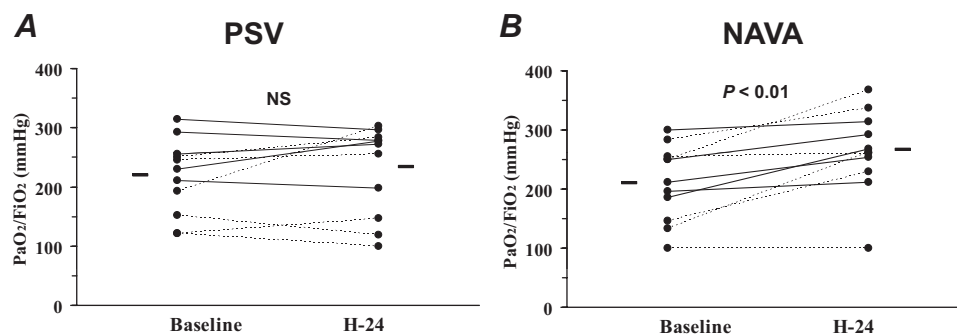 A PSV
PaO₂/FiO₂ (mmHg)
400
300
200
100
0
NS
Baseline H-24
B NAVA
PaO₂/FiO₂ (mmHg)
400
300
200
100
0
P < 0.01
Baseline H-24